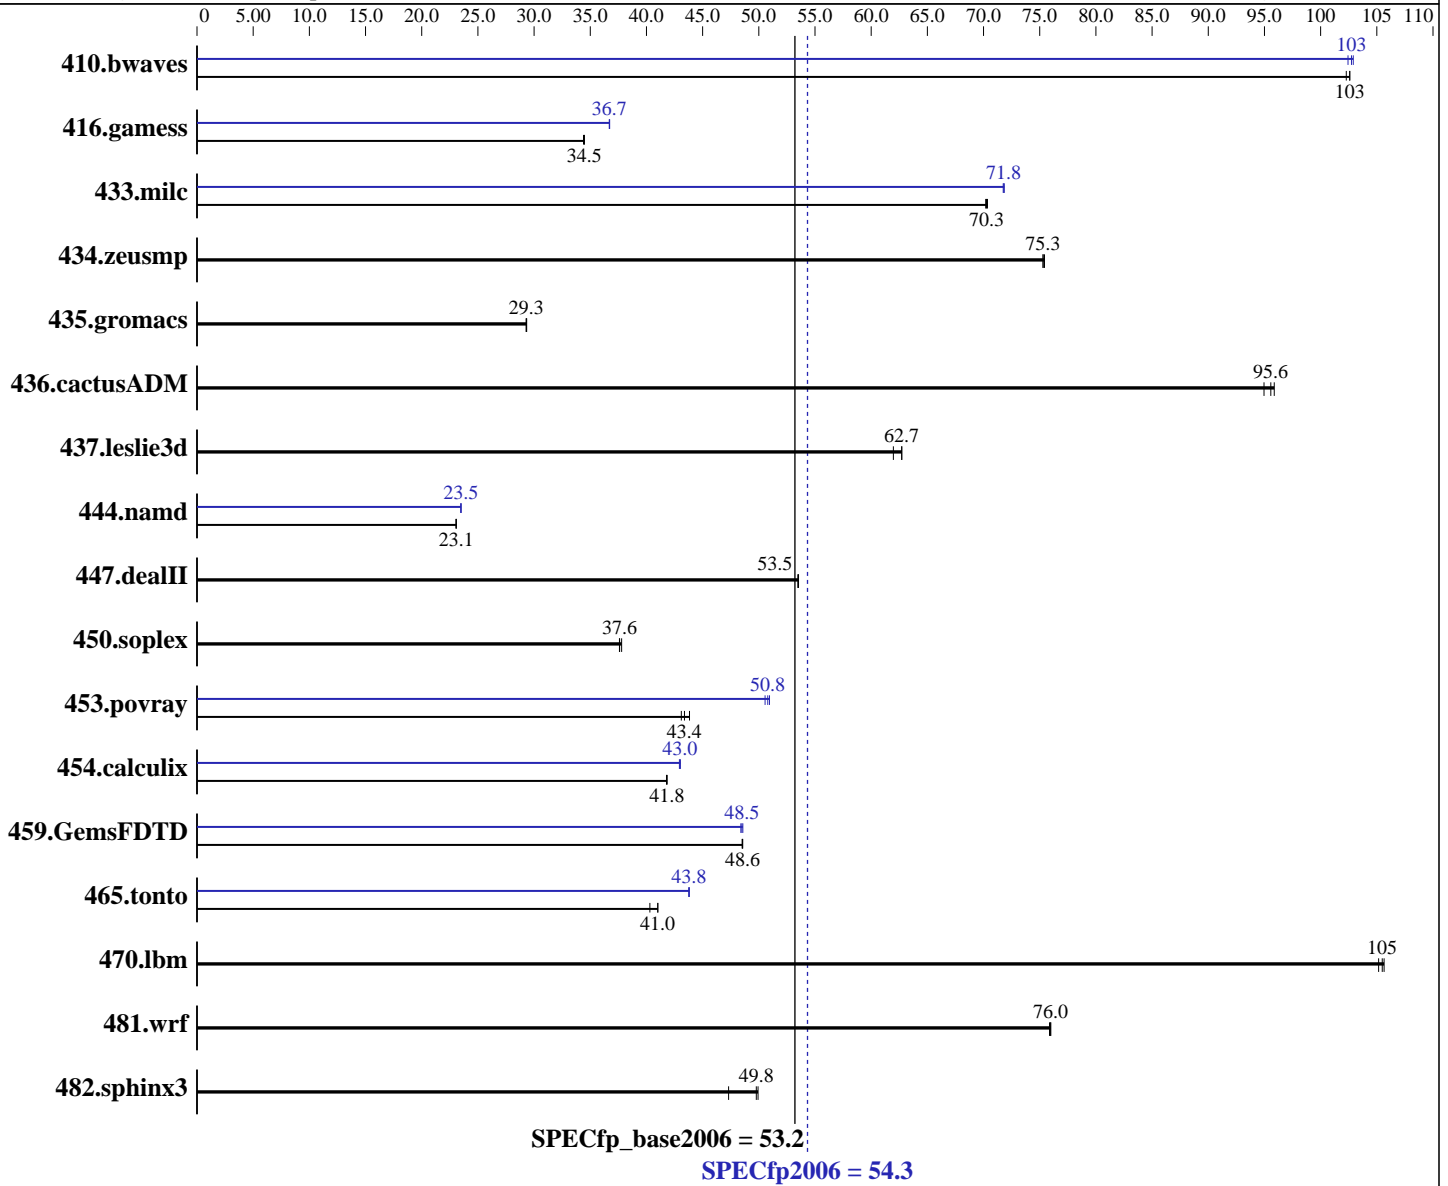 0 5.00 10.0 15.0 20.0 25.0 30.0 35.0 40.0 45.0 50.0 55.0 60.0 65.0 70.0 75.0 80.0 85.0 90.0 95.0 100 105 110
103
410.bwaves
103
36.7
416.gamess
34.5
71.8
433.milc
70.3
75.3
434.zeusmp
29.3
435.gromacs
95.6
436.cactusADM
62.7
437.leslie3d
23.5
444.namd
23.1
53.5
447.dealII
37.6
450.soplex
50.8
453.povray
43.4
43.0
454.calculix
41.8
48.5
459.GemsFDTD
48.6
43.8
465.tonto
41.0
105
470.lbm
76.0
481.wrf
49.8
482.sphinx3
SPECfp_base2006 = 53.2
SPECfp2006 = 54.3